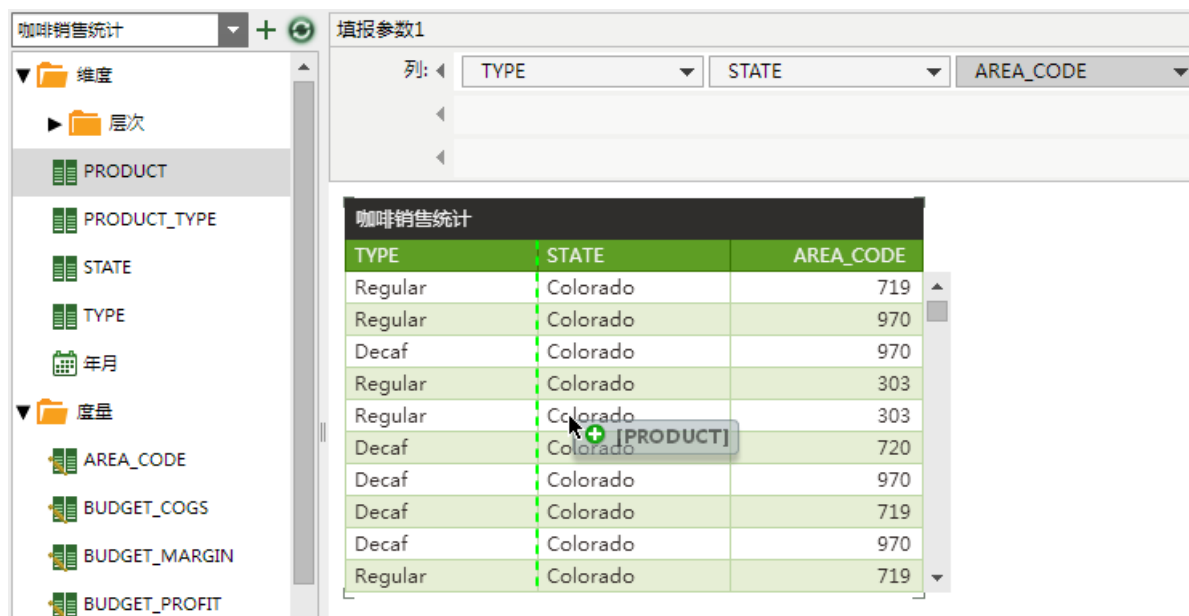 咖啡销售统计
维度
层次
PRODUCT
PRODUCT_TYPE
STATE
TYPE
年月
度量
AREA_CODE
BUDGET_COGS
BUDGET_MARGIN
BUDGET_PROFIT
填报参数1
列: TYPE STATE AREA_CODE
咖啡销售统计
TYPE STATE AREA_CODE
Regular Colorado 719
Regular Colorado 970
Decaf Colorado 970
Regular Colorado 303
Regular Colorado 303
[PRODUCT]
Decaf Colorado 720
Decaf Colorado 970
Decaf Colorado 719
Decaf Colorado 970
Regular Colorado 719